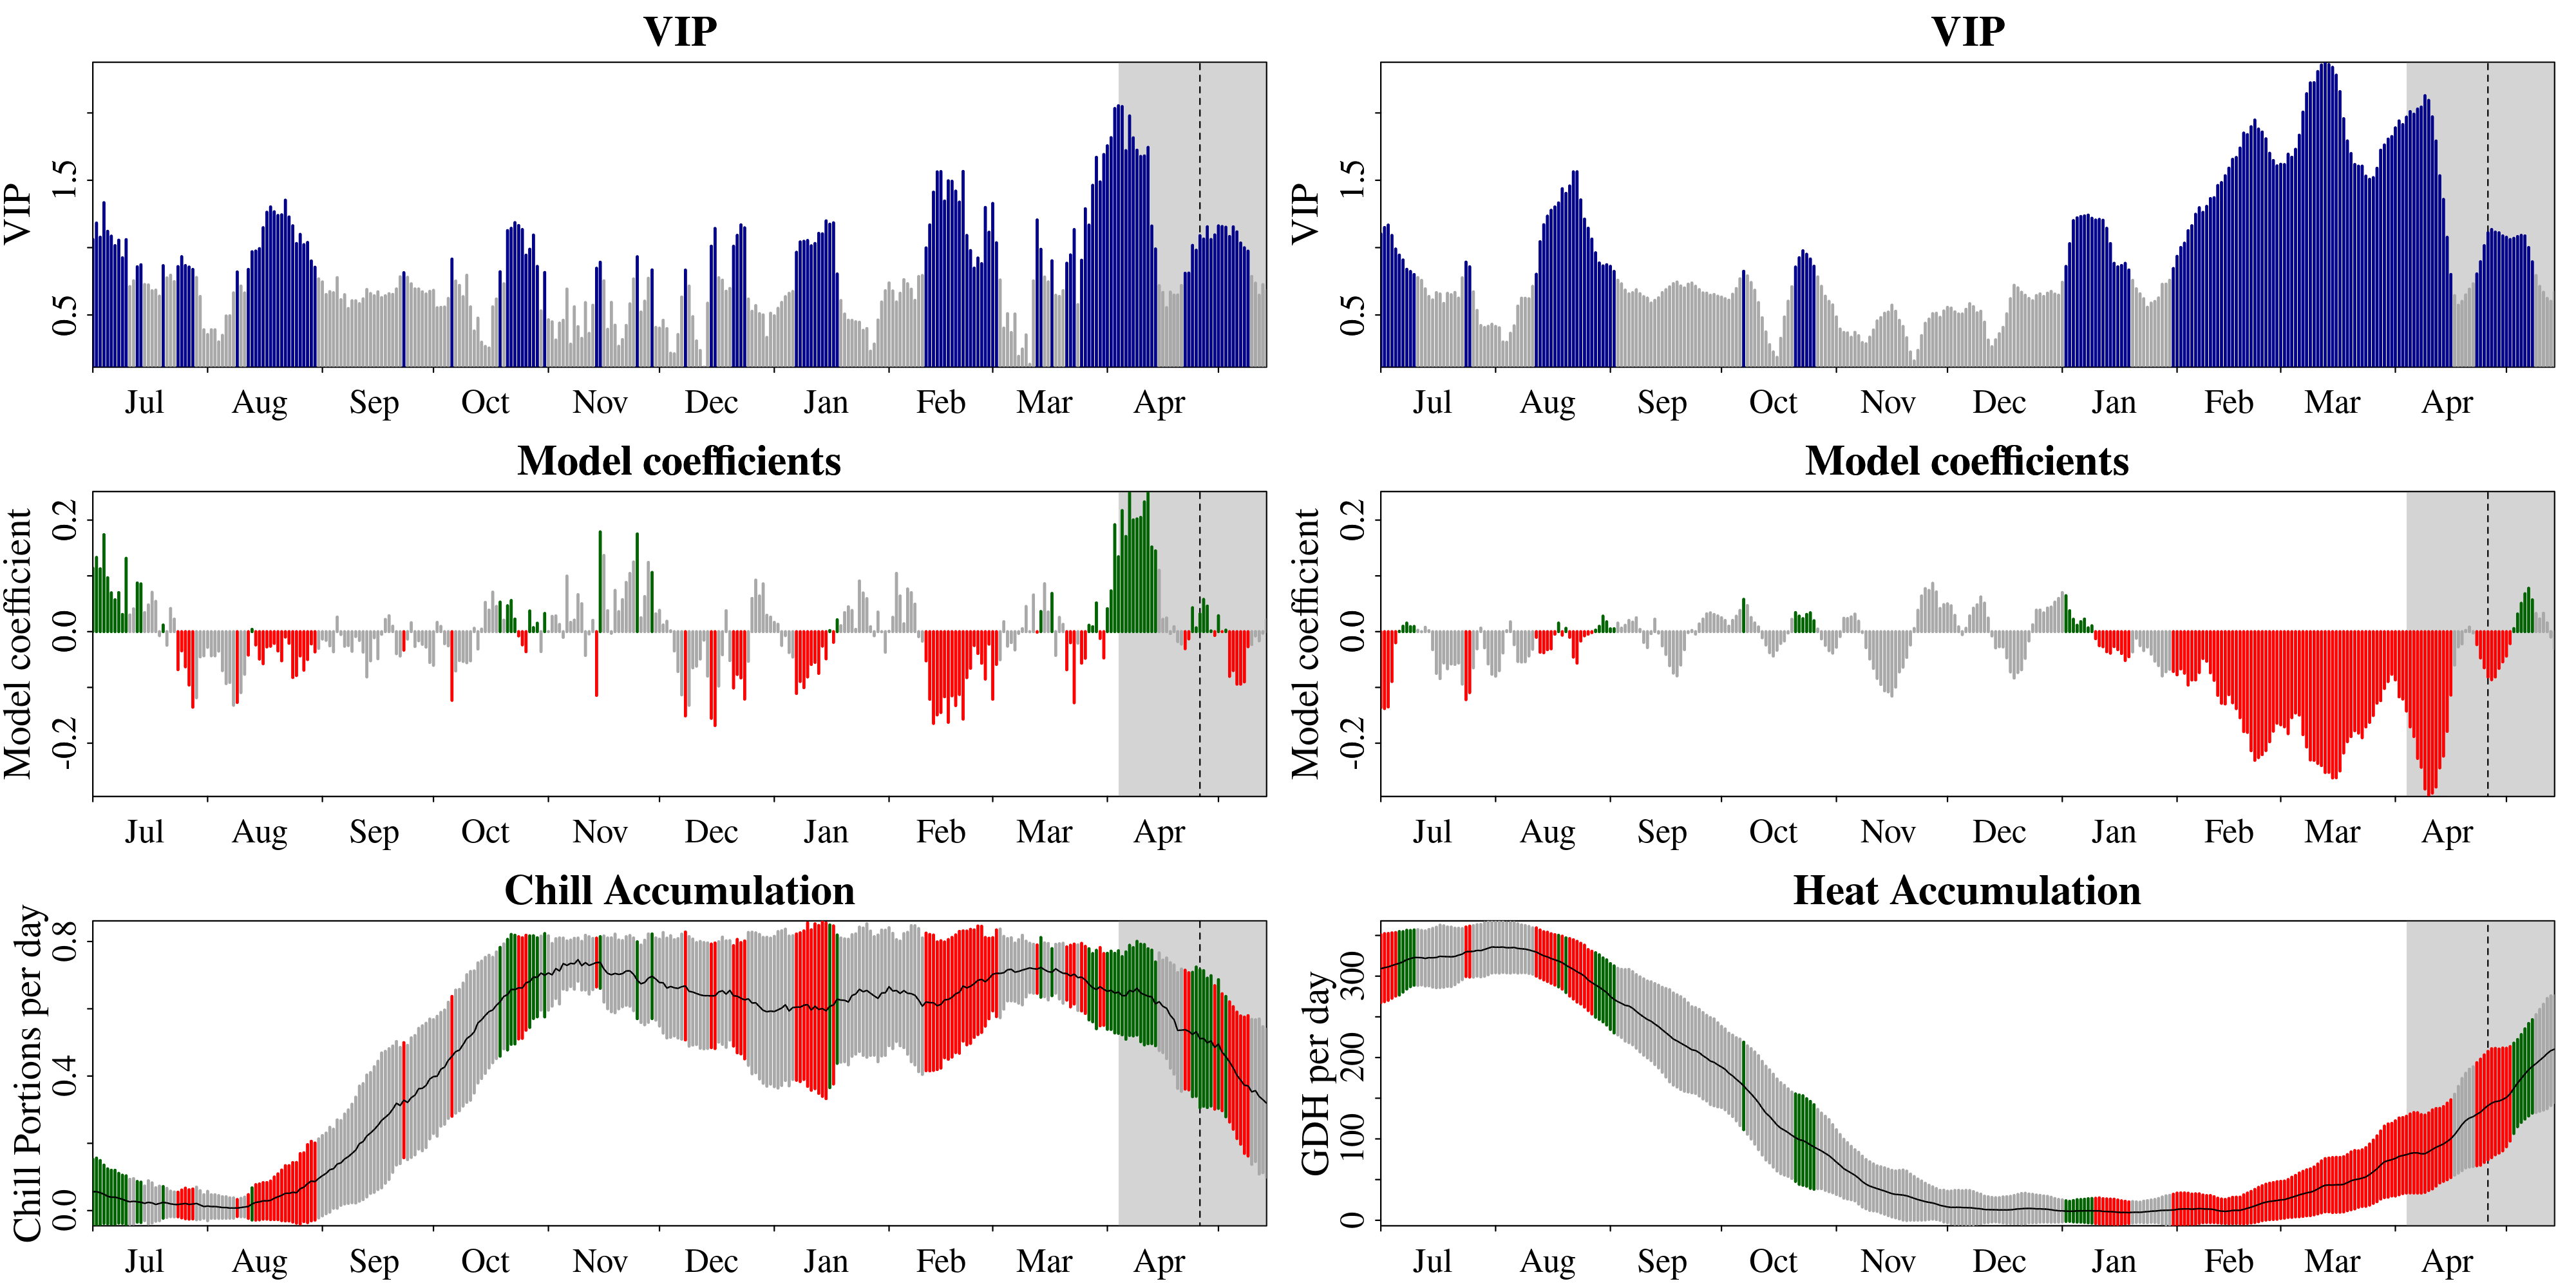 VIP
VIP
0.5 1.5
Jul Aug Sep Oct Nov Dec Jan Feb Mar Apr
VIP
VIP
0.5 1.5
Jul Aug Sep Oct Nov Dec Jan Feb Mar Apr
Model coefficients
Model coefficient
-0.2 0.0 0.2
Jul Aug Sep Oct Nov Dec Jan Feb Mar Apr
Model coefficients
Model coefficient
-0.2 0.0 0.2
Jul Aug Sep Oct Nov Dec Jan Feb Mar Apr
Chill Accumulation
Chill Portions per day
0.0 0.4 0.8
Jul Aug Sep Oct Nov Dec Jan Feb Mar Apr
Heat Accumulation
GDH per day
0 100 200 300
Jul Aug Sep Oct Nov Dec Jan Feb Mar Apr